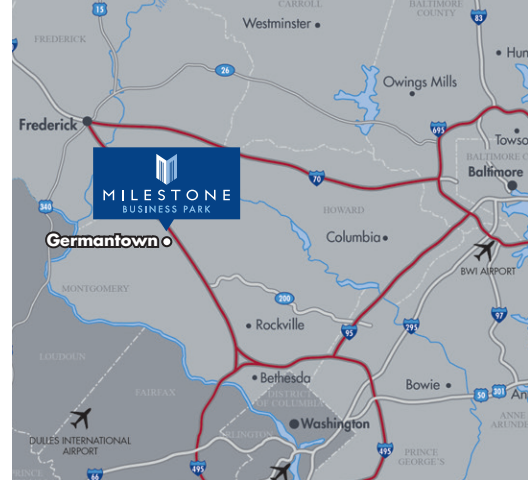 CARROLL
BALTIMORE
COUNTY
15
83
Westminster
FREDERICK
Hun
26
Owings Mills
Frederick
695
Towso
70
BALTIMORE C
Baltimore
MILESTONE
BUSINESS PARK
340
HOWARD
Germantown
Columbia
BWI AIRPORT
MONTGOMERY
200
Rockville
95
295
97
LOUDOUN
Bethesda
Bowie
50
301
An
FAIRFAX
DISTRICT
OF COLUMBIA
ANNE
ARUNDE
Washington
DULLES INTERNATIONAL
AIRPORT
ARLINGTON
PRINCE
GEORGE'S
495
495
66
PRINCE